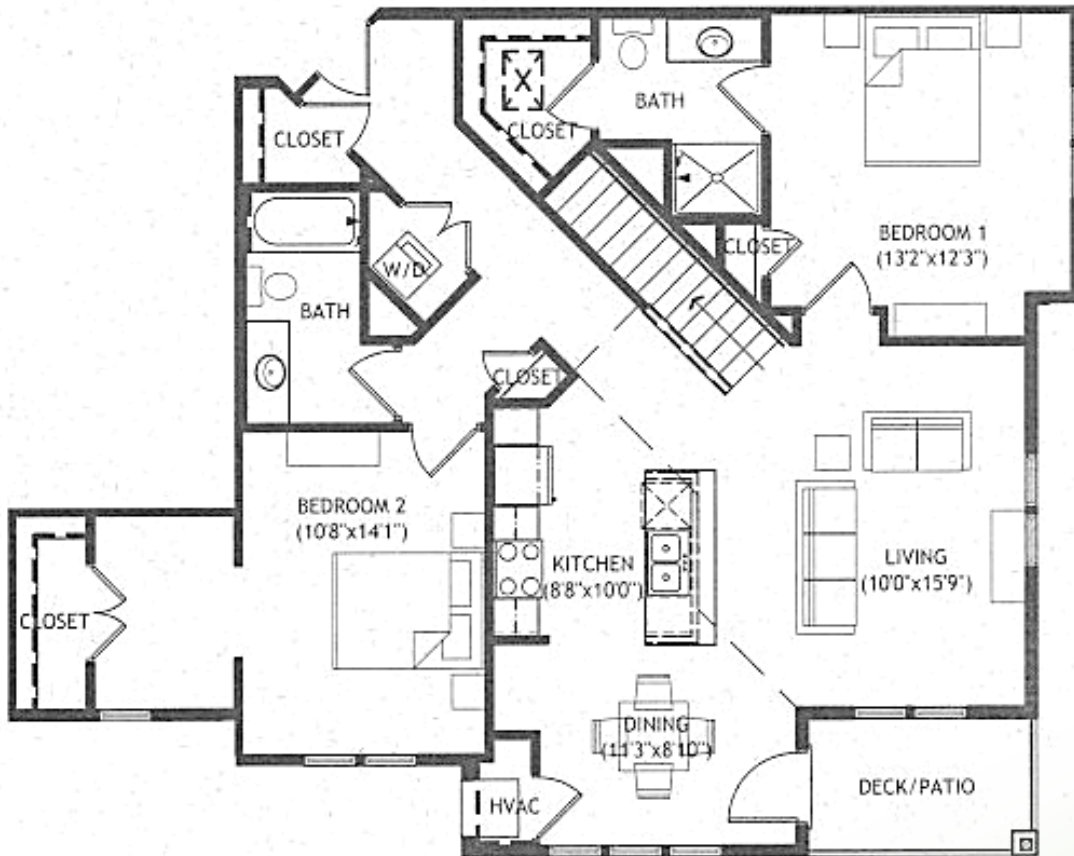 X
BATH
CLOSET
CLOSET
BEDROOM 1
(13'2"x12'3")
CLOSET
W/D
BATH
CLOSET
BEDROOM 2
(10'8"x14'1")
KITCHEN
(8'8"x10'0")
LIVING
(10'0"x15'9")
CLOSET
DINING
(11'3"x8'10")
HVAC
DECK/PATIO